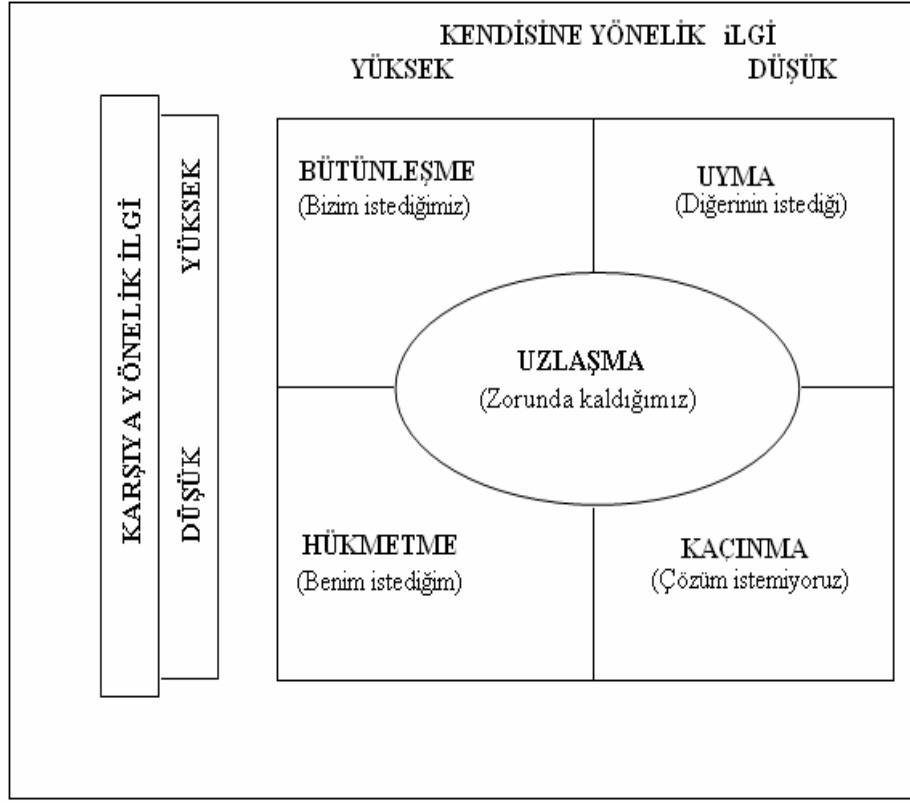 KENDİSİNE YÖNELİK iLGİ
YÜKSEK DÜŞÜK
KARŞIYA YÖNELİK İLGİ
YÜKSEK
DÜŞÜK
BÜTÜNLEŞME
(Bizim istediğimiz)
UYMA
(Diğerinin istediği)
UZLAŞMA
(Zorunda kaldığımız)
HÜKMETME
(Benim istediğim)
KAÇINMA
(Çözüm istemiyoruz)